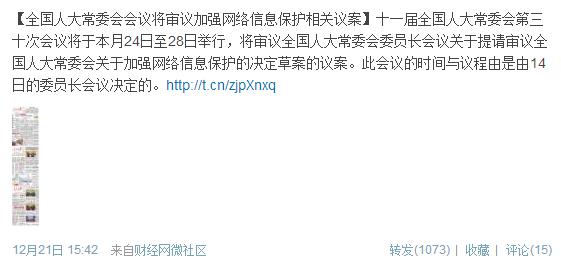 【全国人大常委会会议将审议加强网络信息保护相关议案】十一届全国人大常委会第三
十次会议将于本月24日至28日举行，将审议全国人大常委会委员长会议关于提请审议全
国人大常委会关于加强网络信息保护的决定草案的议案。此会议的时间与议程由是由14
日的委员长会议决定的。http://t.cn/zjpXnxq
12月21日 15:42 来自财经网微社区 转发(1073) | 收藏 | 评论(15)